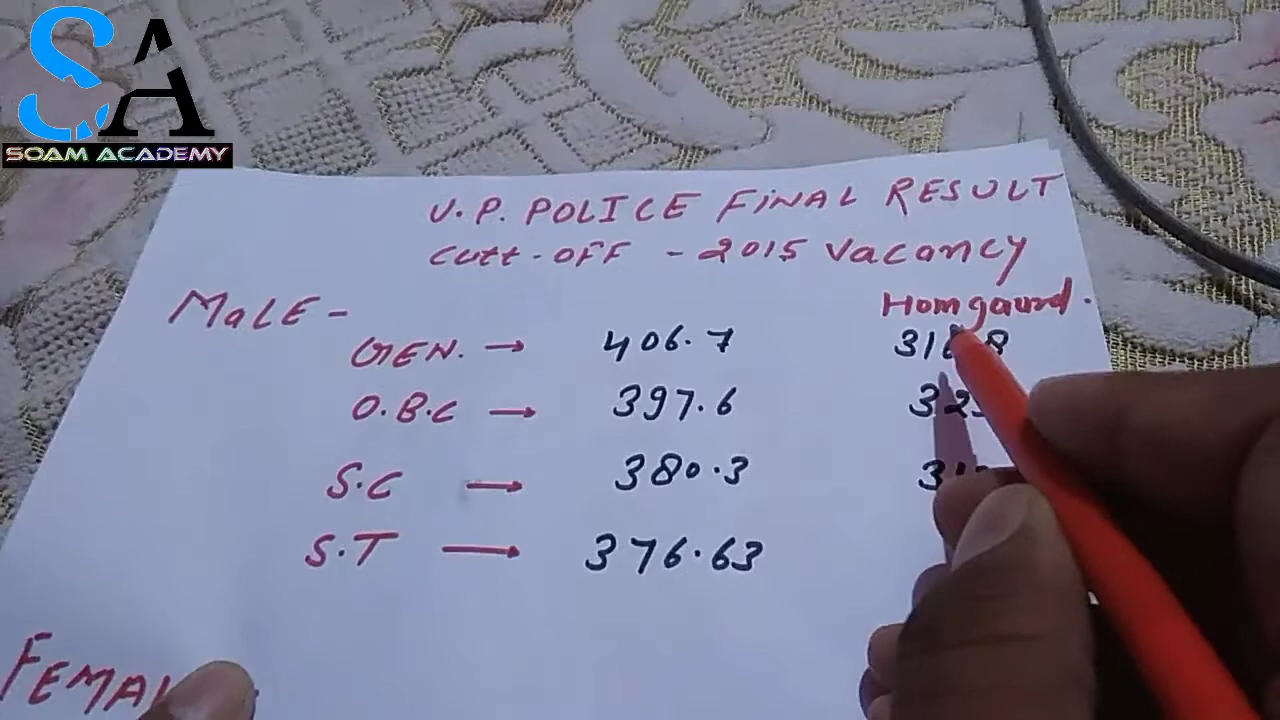 SA
SOAM ACADEMY
U.P. POLICE FINAL RESULT
Cutt-OFF - 2015 Vacancy
MaLE - Homgaurd.
GEN. → 406.7
O.B.C → 397.6
S.C → 380.3
S.T → 376.63